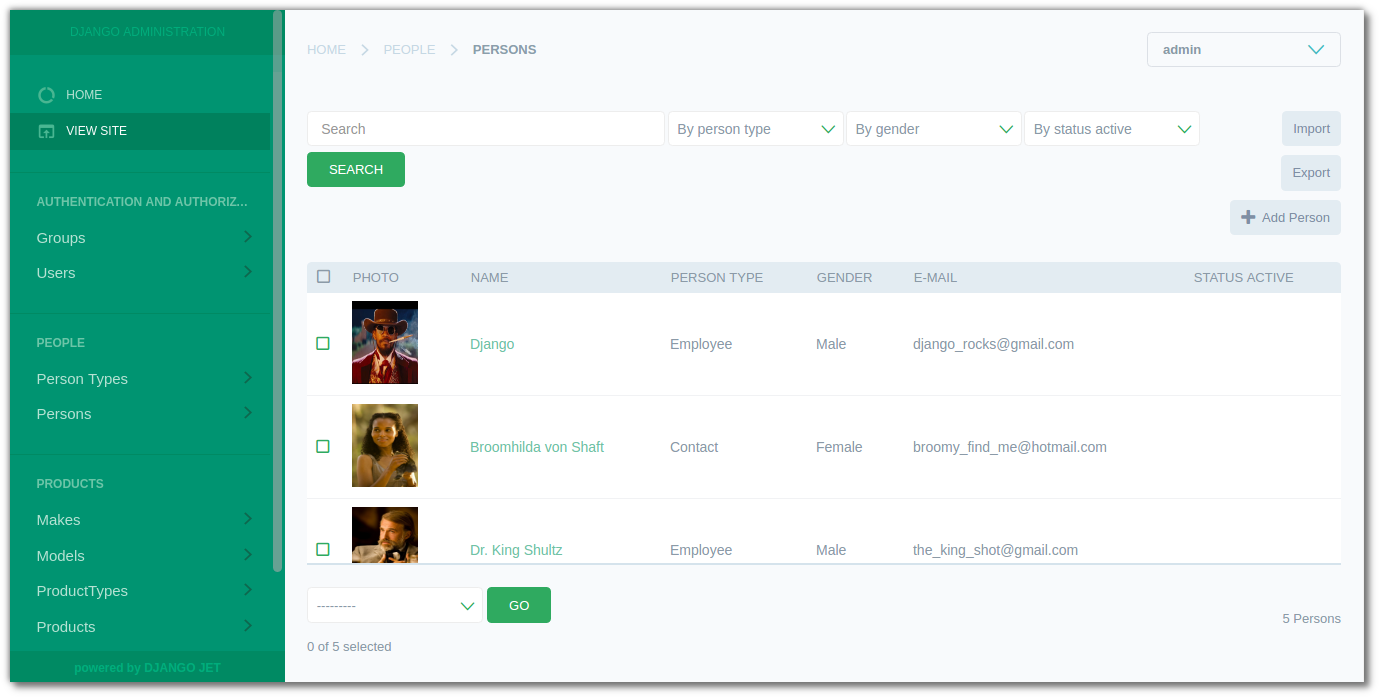 DJANGO ADMINISTRATION
HOME
VIEW SITE
AUTHENTICATION AND AUTHORIZ...
Groups
Users
PEOPLE
Person Types
Persons
PRODUCTS
Makes
Models
ProductTypes
Products
powered by DJANGO JET
HOME PEOPLE PERSONS
admin
Search By person type By gender By status active
SEARCH
Import
Export
Add Person
PHOTO NAME PERSON TYPE GENDER E-MAIL STATUS ACTIVE
Django Employee Male django_rocks@gmail.com
Broomhilda von Shaft Contact Female broomy_find_me@hotmail.com
Dr. King Shultz Employee Male the_king_shot@gmail.com
--------- GO
5 Persons
0 of 5 selected